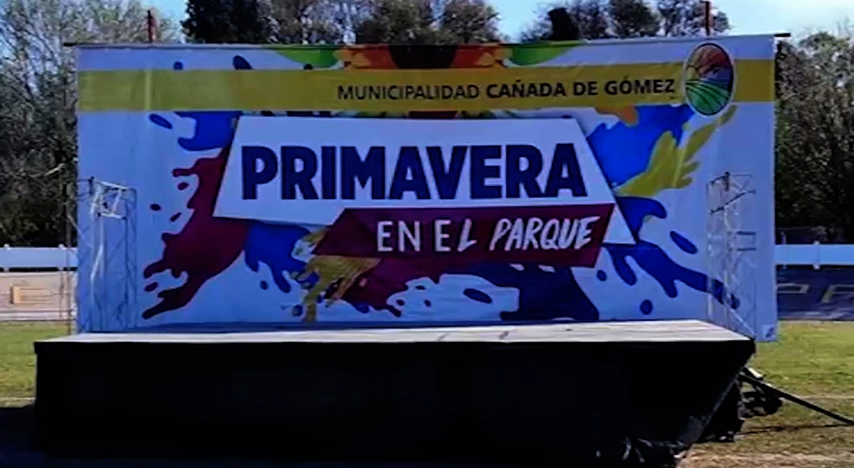 MUNICIPALIDAD CAÑADA DE GÓMEZ
PRIMAVERA
EN EL PARQUE